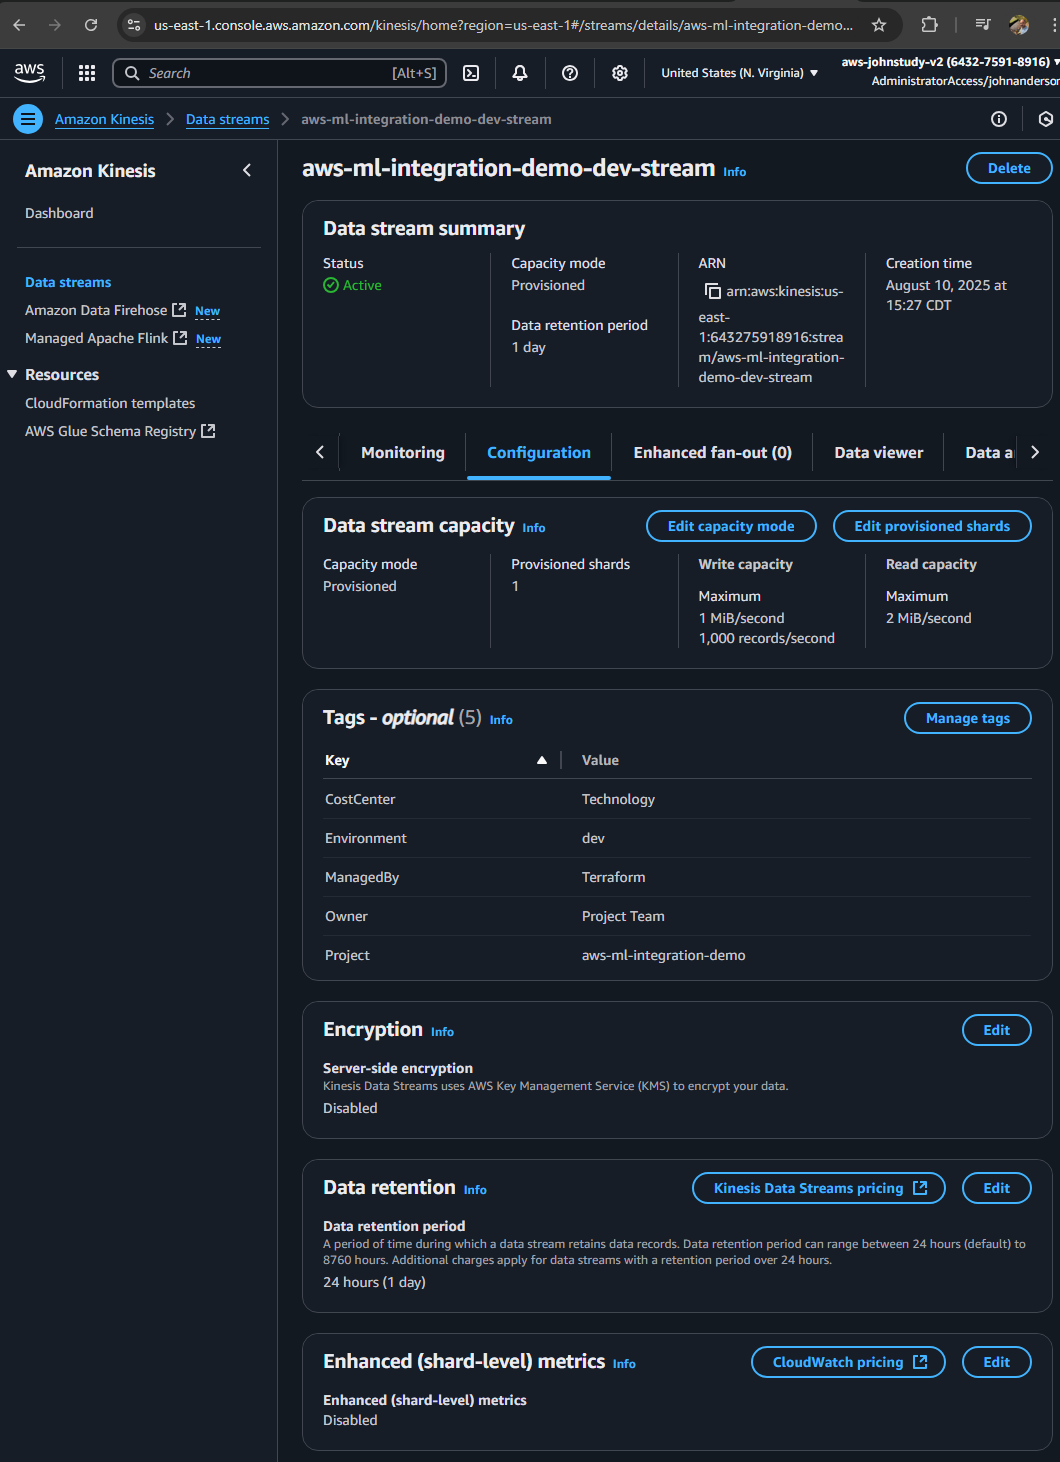 us-east-1.console.aws.amazon.com/kinesis/home?region=us-east-1#/streams/details/aws-ml-integration-demo...
aws
Search
[Alt+S]
United States (N. Virginia)
aws-johnstudy-v2 (6432-7591-8916)
AdministratorAccess/johnanderson
Amazon Kinesis
Data streams
aws-ml-integration-demo-dev-stream
Amazon Kinesis
Dashboard
Data streams
Amazon Data Firehose New
Managed Apache Flink New
Resources
CloudFormation templates
AWS Glue Schema Registry
aws-ml-integration-demo-dev-stream Info
Delete
Data stream summary
Status
Active
Capacity mode
Provisioned
Data retention period
1 day
ARN
arn:aws:kinesis:us-
east-
1:643275918916:strea
m/aws-ml-integration-
demo-dev-stream
Creation time
August 10, 2025 at
15:27 CDT
Monitoring
Configuration
Enhanced fan-out (0)
Data viewer
Data a
Data stream capacity Info
Edit capacity mode
Edit provisioned shards
Capacity mode
Provisioned
Provisioned shards
1
Write capacity
Maximum
1 MiB/second
1,000 records/second
Read capacity
Maximum
2 MiB/second
Tags - optional (5) Info
Manage tags
Key
Value
CostCenter
Technology
Environment
dev
ManagedBy
Terraform
Owner
Project Team
Project
aws-ml-integration-demo
Encryption Info
Edit
Server-side encryption
Kinesis Data Streams uses AWS Key Management Service (KMS) to encrypt your data.
Disabled
Data retention Info
Kinesis Data Streams pricing
Edit
Data retention period
A period of time during which a data stream retains data records. Data retention period can range between 24 hours (default) to
8760 hours. Additional charges apply for data streams with a retention period over 24 hours.
24 hours (1 day)
Enhanced (shard-level) metrics Info
CloudWatch pricing
Edit
Enhanced (shard-level) metrics
Disabled